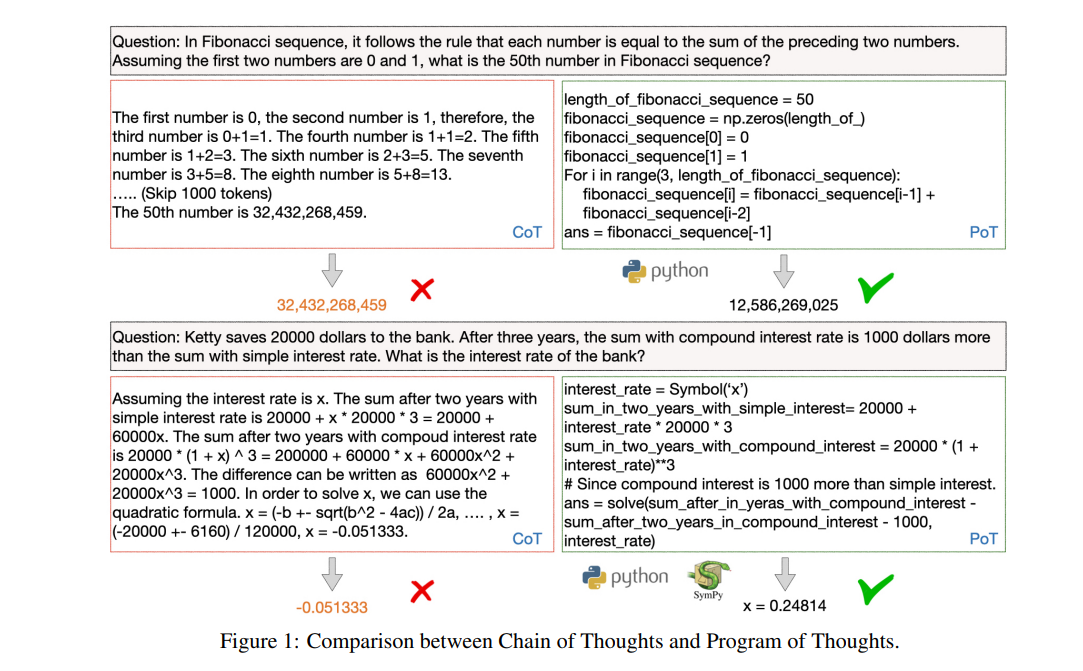 Question: In Fibonacci sequence, it follows the rule that each number is equal to the sum of the preceding two numbers.
Assuming the first two numbers are 0 and 1, what is the 50th number in Fibonacci sequence?
The first number is 0, the second number is 1, therefore, the
third number is 0+1=1. The fourth number is 1+1=2. The fifth
number is 1+2=3. The sixth number is 2+3=5. The seventh
number is 3+5=8. The eighth number is 5+8=13.
..... (Skip 1000 tokens)
The 50th number is 32,432,268,459.
CoT
length_of_fibonacci_sequence = 50
fibonacci_sequence = np.zeros(length_of_)
fibonacci_sequence[0] = 0
fibonacci_sequence[1] = 1
For i in range(3, length_of_fibonacci_sequence):
fibonacci_sequence[i] = fibonacci_sequence[i-1] +
fibonacci_sequence[i-2]
ans = fibonacci_sequence[-1]
PoT
32,432,268,459
python
12,586,269,025
Question: Ketty saves 20000 dollars to the bank. After three years, the sum with compound interest rate is 1000 dollars more
than the sum with simple interest rate. What is the interest rate of the bank?
Assuming the interest rate is x. The sum after two years with
simple interest rate is 20000 + x * 20000 * 3 = 20000 +
60000x. The sum after two years with compoud interest rate
is 20000 * (1 + x) ^ 3 = 200000 + 60000 * x + 60000x^2 +
20000x^3. The difference can be written as 60000x^2 +
20000x^3 = 1000. In order to solve x, we can use the
quadratic formula. x = (-b +- sqrt(b^2 - 4ac)) / 2a, .... , x =
(-20000 +- 6160) / 120000, x = -0.051333.
CoT
interest_rate = Symbol('x')
sum_in_two_years_with_simple_interest= 20000 +
interest_rate * 20000 * 3
sum_in_two_years_with_compound_interest = 20000 * (1 +
interest_rate)**3
# Since compound interest is 1000 more than simple interest.
ans = solve(sum_after_in_yeras_with_compound_interest -
sum_after_two_years_in_compound_interest - 1000,
interest_rate)
PoT
-0.051333
python
SymPy
x = 0.24814
Figure 1: Comparison between Chain of Thoughts and Program of Thoughts.